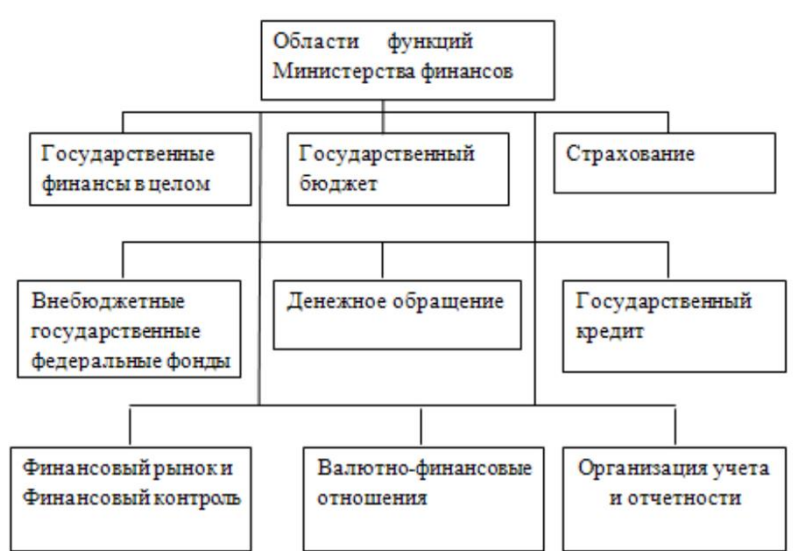 Области функций
Министерства финансов
Государственные
финансы в целом
Государственный
бюджет
Страхование
Внебюджетные
государственные
федеральные фонды
Денежное обращение
Государственный
кредит
Финансовый рынок и
Финансовый контроль
Валютно-финансовые
отношения
Организация учета
и отчетности